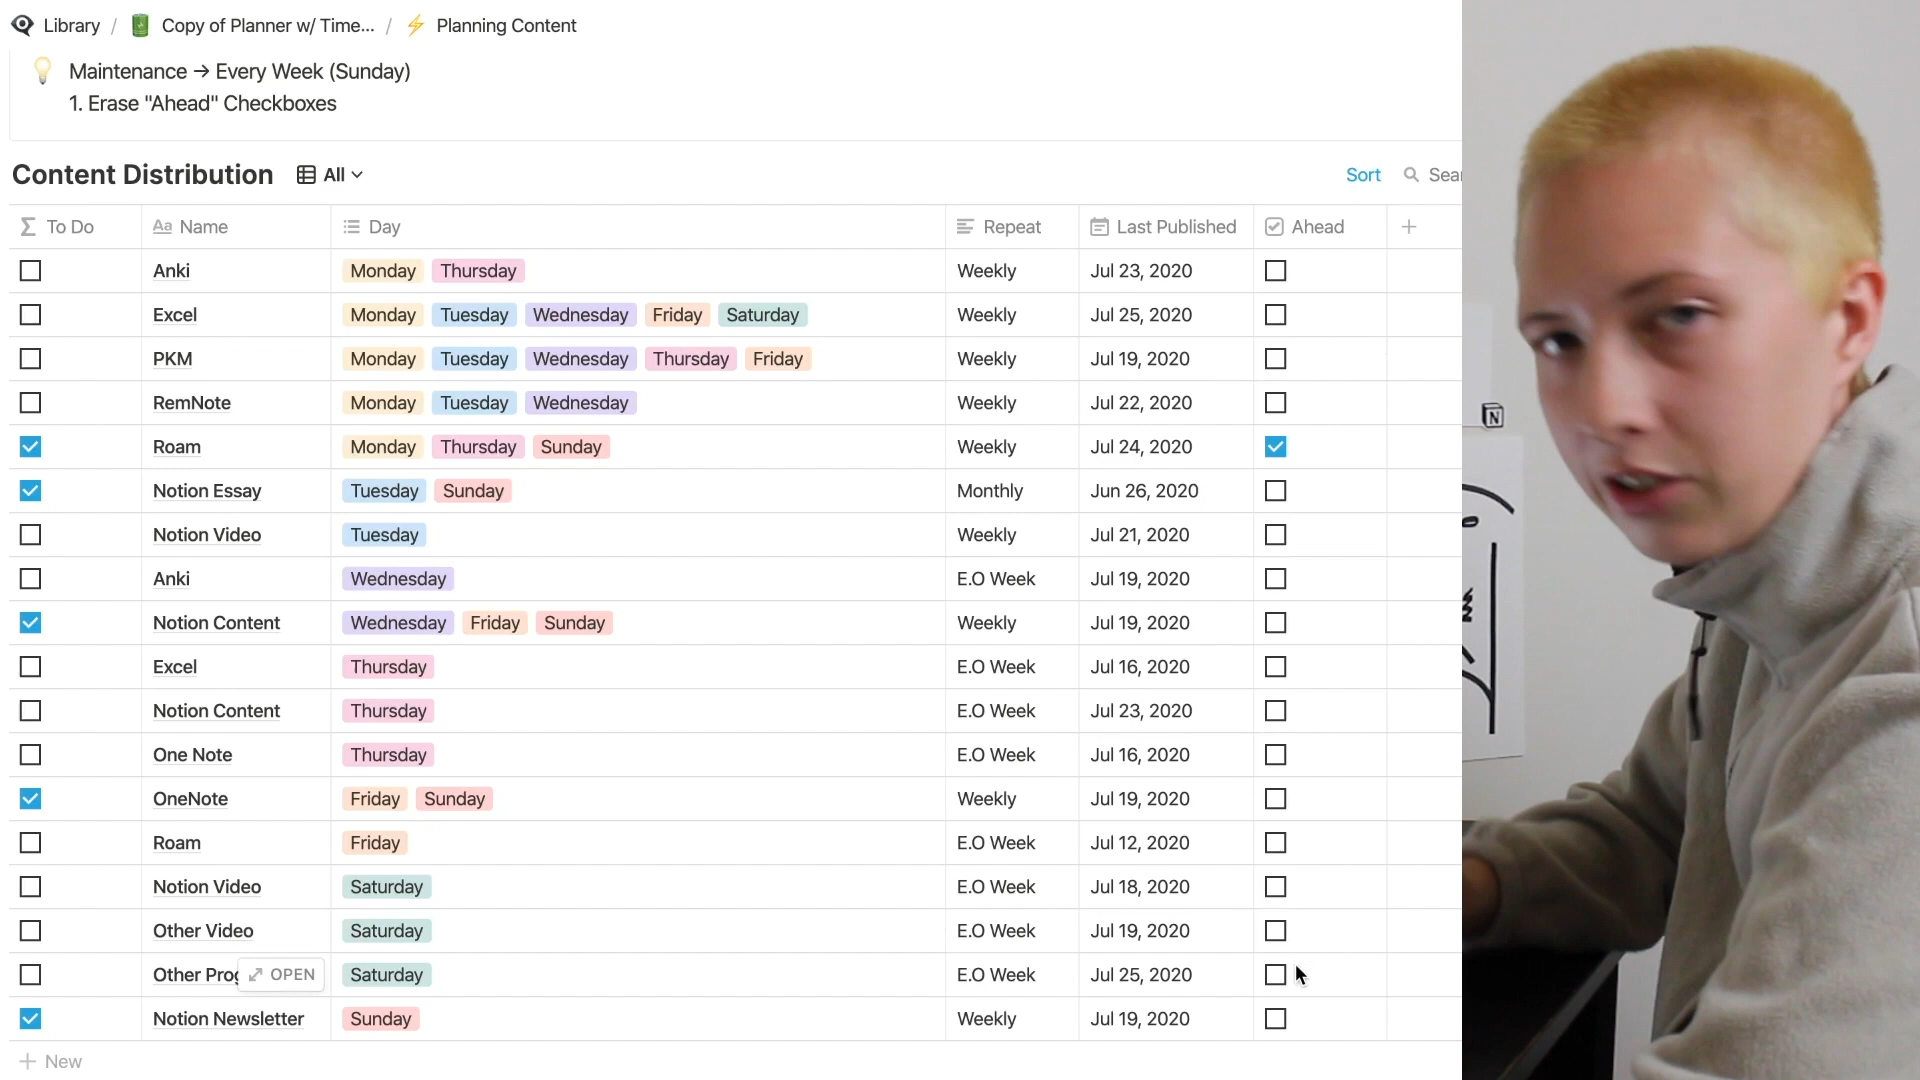 Library / Copy of Planner w/ Time... / Planning Content
Maintenance → Every Week (Sunday)
1. Erase "Ahead" Checkboxes
Content Distribution All Sort Sear
To Do Aa Name Day Repeat Last Published Ahead
Anki Monday Thursday Weekly Jul 23, 2020
Excel Monday Tuesday Wednesday Friday Saturday Weekly Jul 25, 2020
PKM Monday Tuesday Wednesday Thursday Friday Weekly Jul 19, 2020
RemNote Monday Tuesday Wednesday Weekly Jul 22, 2020
Roam Monday Thursday Sunday Weekly Jul 24, 2020
Notion Essay Tuesday Sunday Monthly Jun 26, 2020
Notion Video Tuesday Weekly Jul 21, 2020
Anki Wednesday E.O Week Jul 19, 2020
Notion Content Wednesday Friday Sunday Weekly Jul 19, 2020
Excel Thursday E.O Week Jul 16, 2020
Notion Content Thursday E.O Week Jul 23, 2020
One Note Thursday E.O Week Jul 16, 2020
OneNote Friday Sunday Weekly Jul 19, 2020
Roam Friday E.O Week Jul 12, 2020
Notion Video Saturday E.O Week Jul 18, 2020
Other Video Saturday E.O Week Jul 19, 2020
Other Prog OPEN Saturday E.O Week Jul 25, 2020
Notion Newsletter Sunday Weekly Jul 19, 2020
+ New
N